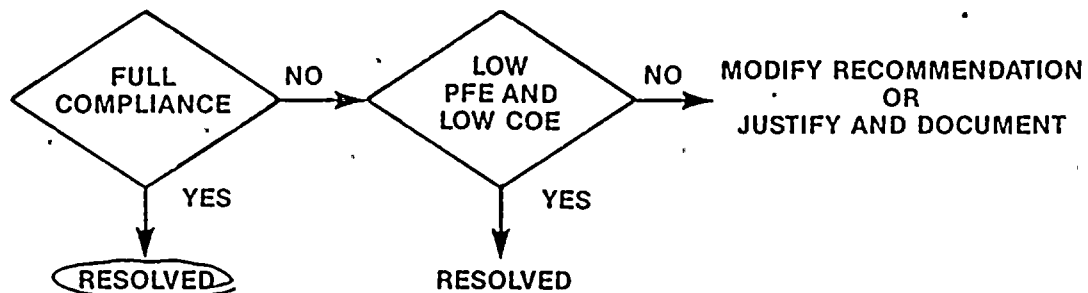 FULL
COMPLIANCE
NO
LOW
PFE AND
LOW COE
NO
MODIFY RECOMMENDATION
OR
JUSTIFY AND DOCUMENT
YES
YES
RESOLVED
RESOLVED